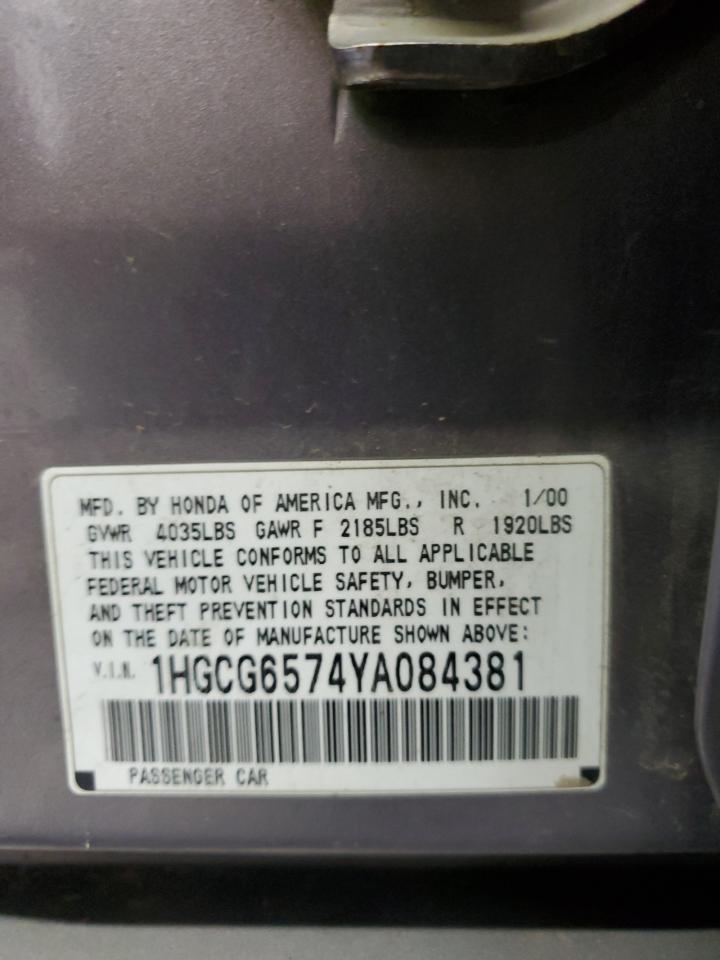 MFD. BY HONDA OF AMERICA MFG., INC. 1/00
GVWR 4035LBS GAWR F 2185LBS R 1920LBS
THIS VEHICLE CONFORMS TO ALL APPLICABLE
FEDERAL MOTOR VEHICLE SAFETY, BUMPER,
AND THEFT PREVENTION STANDARDS IN EFFECT
ON THE DATE OF MANUFACTURE SHOWN ABOVE:
V.I.N. 1HGCG6574YA084381
PASSENGER CAR